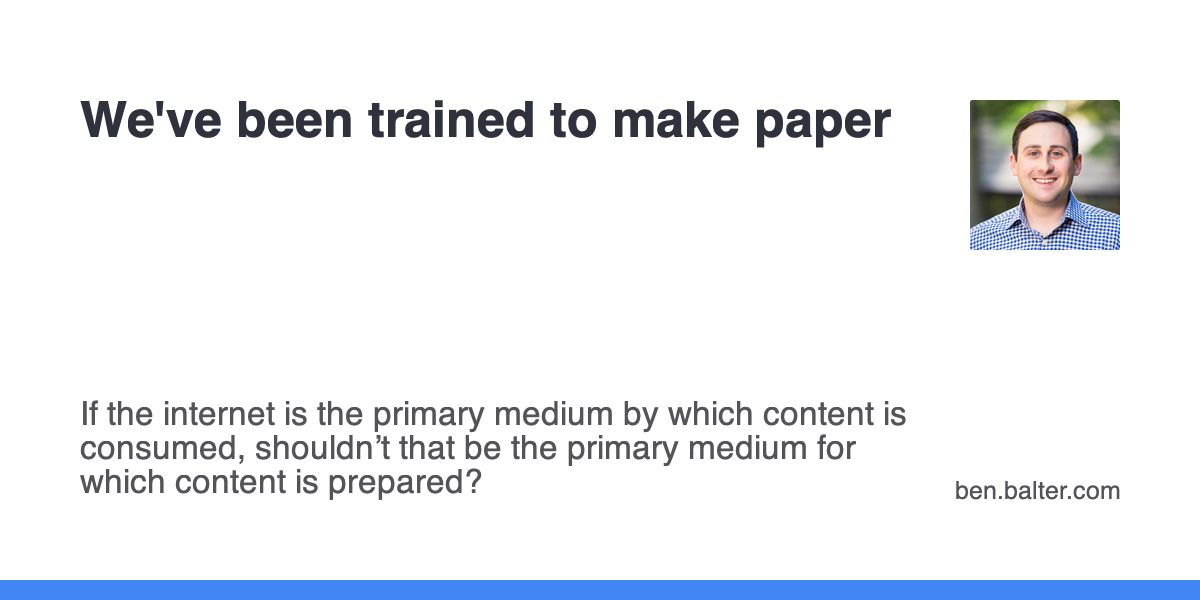 We've been trained to make paper
If the internet is the primary medium by which content is
consumed, shouldn’t that be the primary medium for
which content is prepared?
ben.balter.com